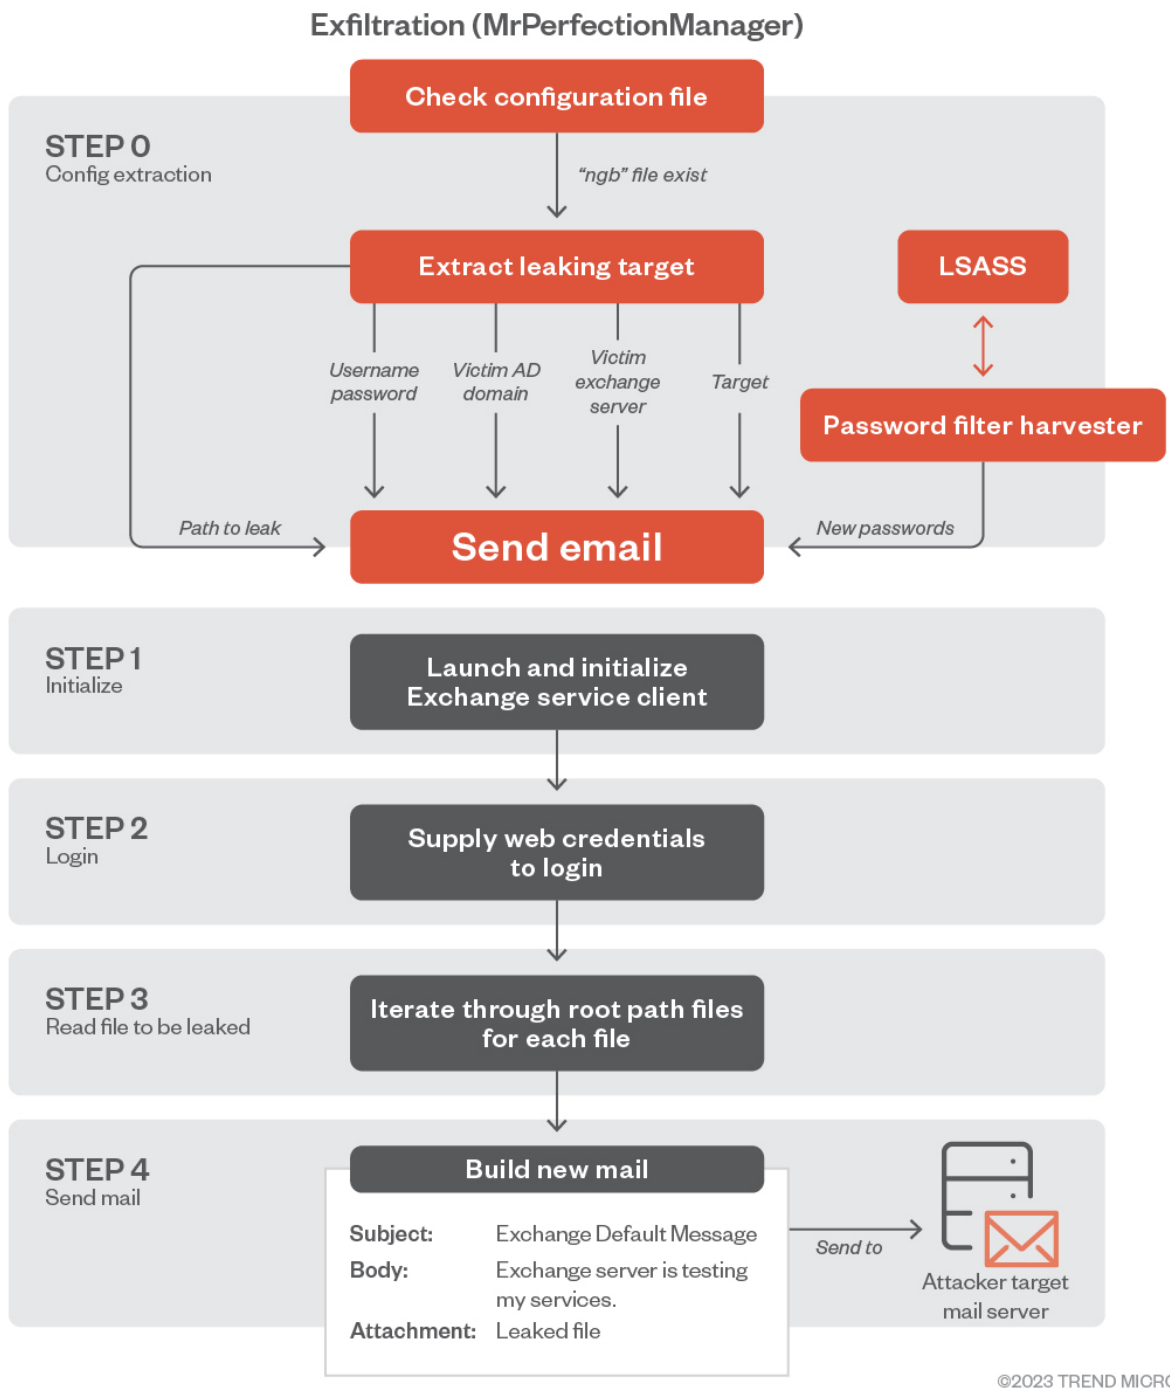 Exfiltration (MrPerfectionManager)
Check configuration file
STEP 0
Config extraction
“ngb” file exist
Extract leaking target
LSASS
Username
password
Victim AD
domain
Victim
exchange
server
Target
Password filter harvester
Path to leak
Send email
New passwords
STEP 1
Initialize
Launch and initialize
Exchange service client
STEP 2
Login
Supply web credentials
to login
STEP 3
Read file to be leaked
Iterate through root path files
for each file
STEP 4
Send mail
Build new mail
Subject: Exchange Default Message
Body: Exchange server is testing
my services.
Attachment: Leaked file
Send to
Attacker target
mail server
©2023 TREND MICRO